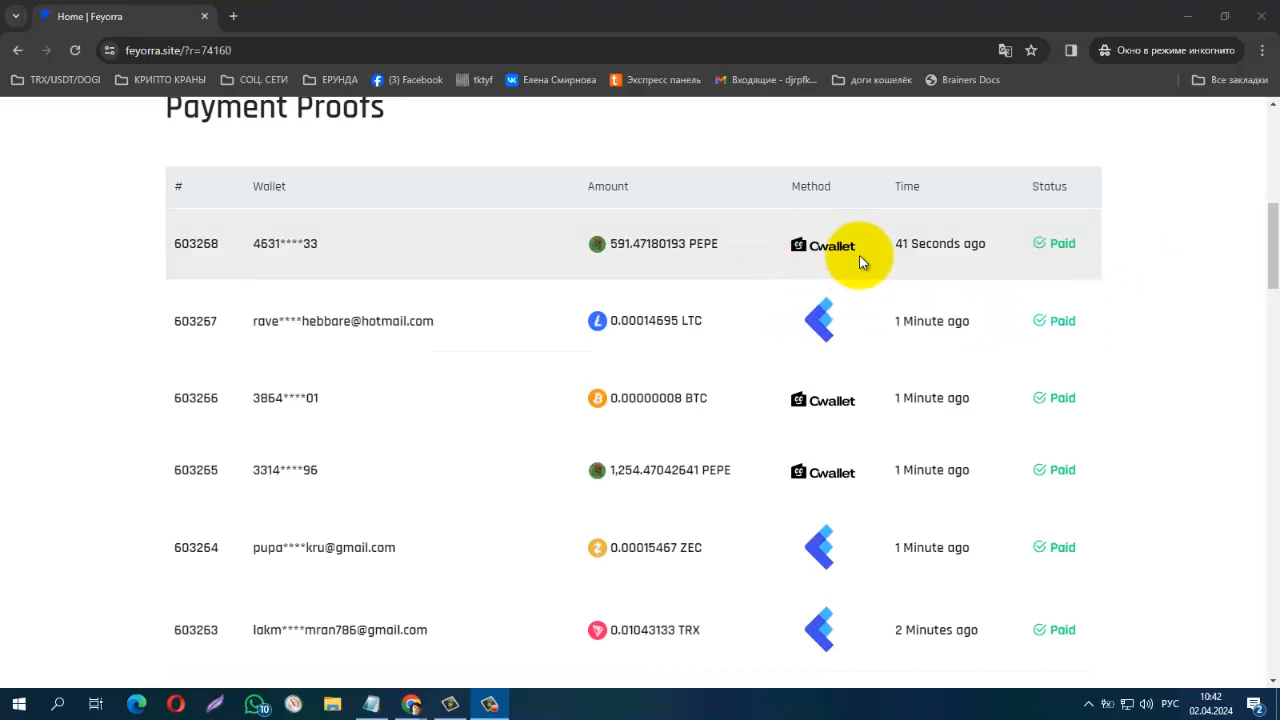 Home | Feyorra
feyorra.site/?r=74160
Окно в режиме инкогнито
TRX/USDT/DOGI
КРИПТО КРАНЫ
СОЦ. СЕТИ
ЕРУНДА
(3) Facebook
tktyf
Елена Смирнова
Экспресс панель
Входящие - djrpfk...
доги кошелёк
Brainers Docs
Все закладки
Payment Proofs
# Wallet Amount Method Time Status
603268 4631****33 591.47180193 PEPE Cwallet 41 Seconds ago Paid
603267 rave****hebbare@hotmail.com 0.00014695 LTC 1 Minute ago Paid
603266 3864****01 0.00000008 BTC Cwallet 1 Minute ago Paid
603265 3314****96 1,254.47042641 PEPE Cwallet 1 Minute ago Paid
603264 pupa****kru@gmail.com 0.00015467 ZEC 1 Minute ago Paid
603263 lakm****mran786@gmail.com 0.01043133 TRX 2 Minutes ago Paid
10
РУС
10:42
02.04.2024
2